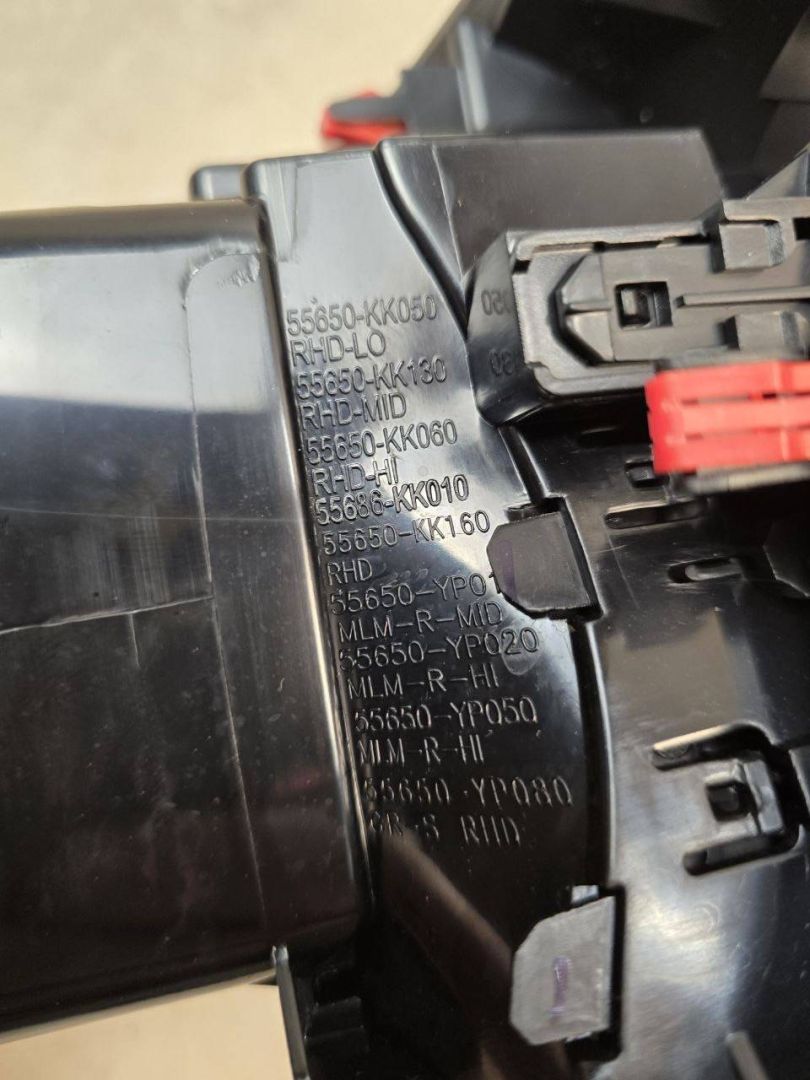 55650-KK050
RHD-LO
55650-KK130
RHD-MID
55650-KK060
RHD-HI
55686-KK010
55650-KK160
RHD
MLM-R-MID
55650-YP020
MLM-R-HI
55650-YP050
MLM-R-HI
55650-YP080
RHD